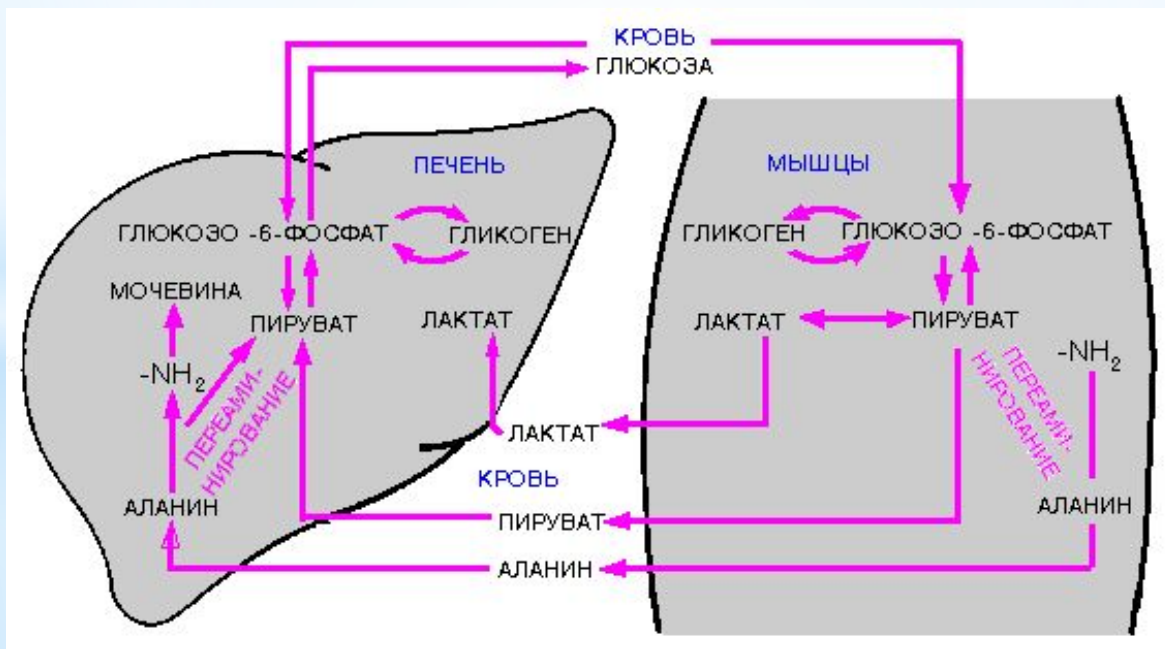 КРОВЬ
ГЛЮКОЗА
ПЕЧЕНЬ
МЫШЦЫ
ГЛЮКОЗО -6-ФОСФАТ
ГЛИКОГЕН
ГЛИКОГЕН
ГЛЮКОЗО -6-ФОСФАТ
МОЧЕВИНА
ПИРУВАТ
ЛАКТАТ
ЛАКТАТ
ПИРУВАТ
-NH2
ПЕРЕАМИ-
НИРОВАНИЕ
ПЕРЕАМИ-
НИРОВАНИЕ
-NH2
ЛАКТАТ
КРОВЬ
АЛАНИН
ПИРУВАТ
АЛАНИН
АЛАНИН